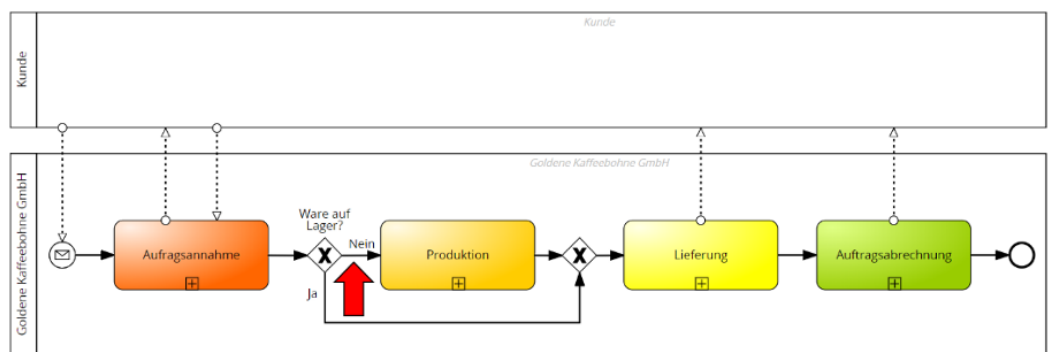 Kunde
Kunde
Goldene Kaffeebohne GmbH
Goldene Kaffeebohne GmbH
Aufragsannahme
Ware auf
Lager?
Nein
Ja
Produktion
Lieferung
Auftragsabrechnung